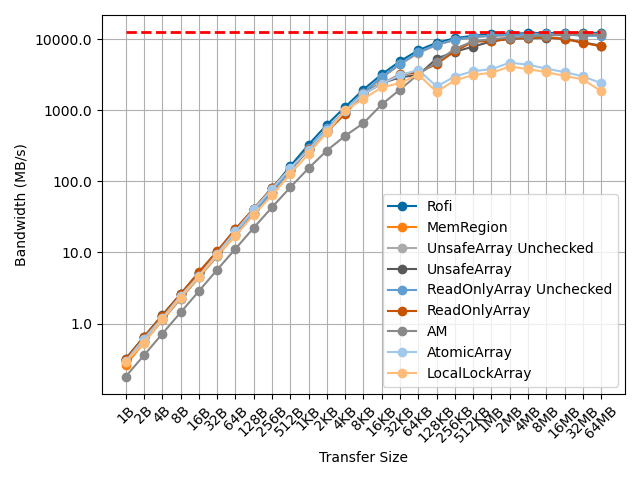 Bandwidth (MB/s)
10000.0
1000.0
100.0
10.0
1.0
Rofi
MemRegion
UnsafeArray Unchecked
UnsafeArray
ReadOnlyArray Unchecked
ReadOnlyArray
AM
AtomicArray
LocalLockArray
1B
2B
4B
8B
16B
32B
64B
128B
256B
512B
1KB
2KB
4KB
8KB
16KB
32KB
64KB
128KB
256KB
512KB
1MB
2MB
4MB
8MB
16MB
32MB
64MB
Transfer Size